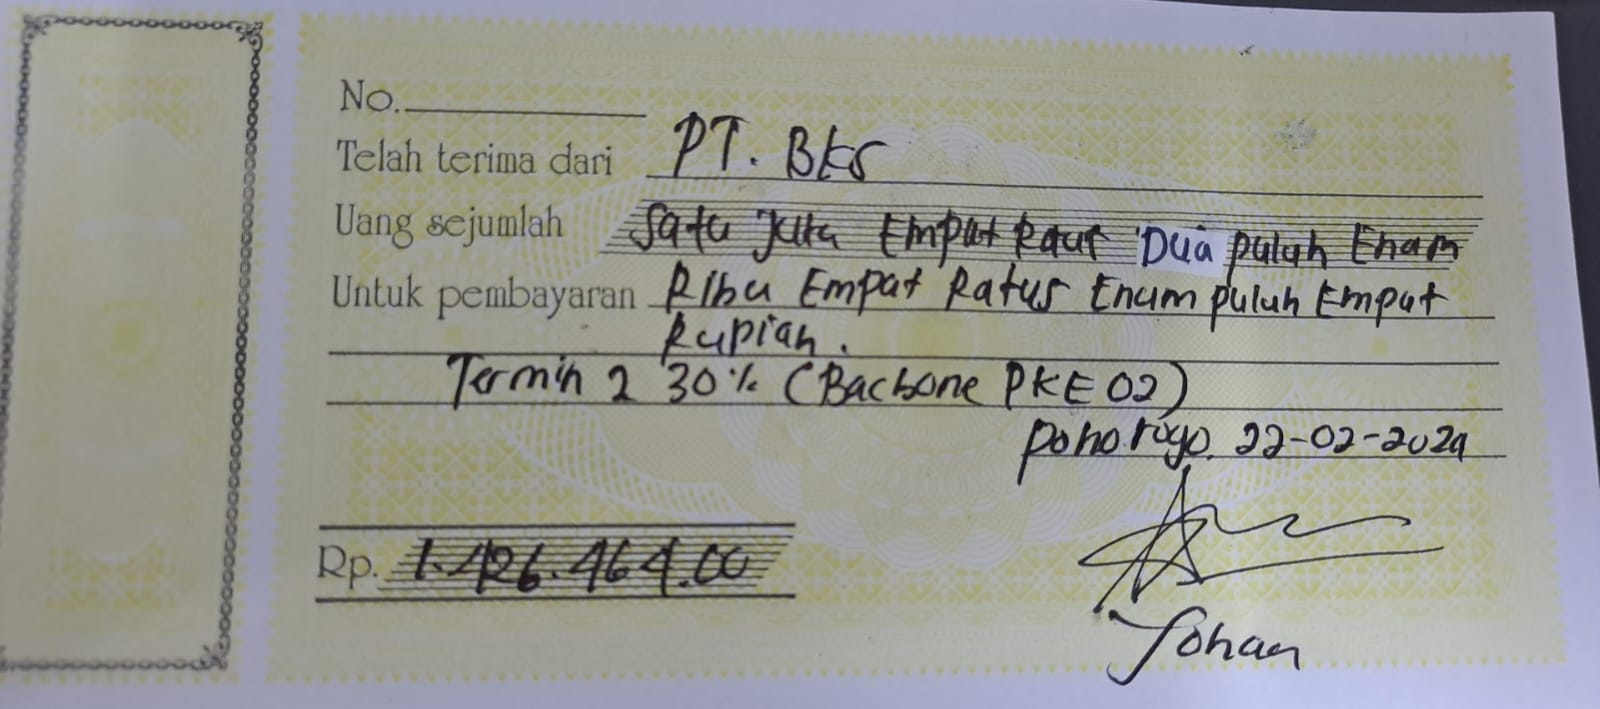 No.
Telah terima dari PT. BKS
Uang sejumlah Satu Juta Empat Ratus Dua puluh Enam
Untuk pembayaran Ribu Empat Ratus Enam puluh Empat
Rupiah.
Termin 2 30% (Bacbone PKE 02)
Ponorogo. 22-02-2024
Rp. 1.426.464.00
Johan